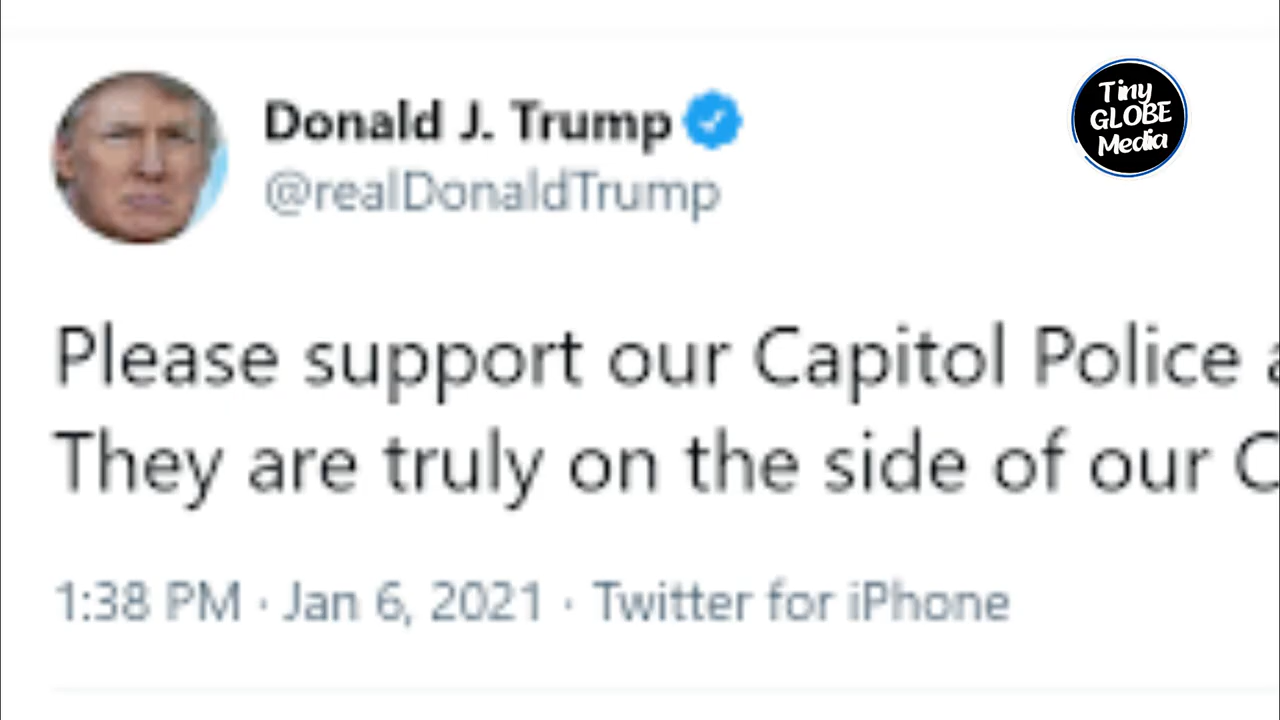 Donald J. Trump
@realDonaldTrump
Tiny
GLOBE
Media
Please support our Capitol Police
They are truly on the side of our
1:38 PM · Jan 6, 2021 · Twitter for iPhone